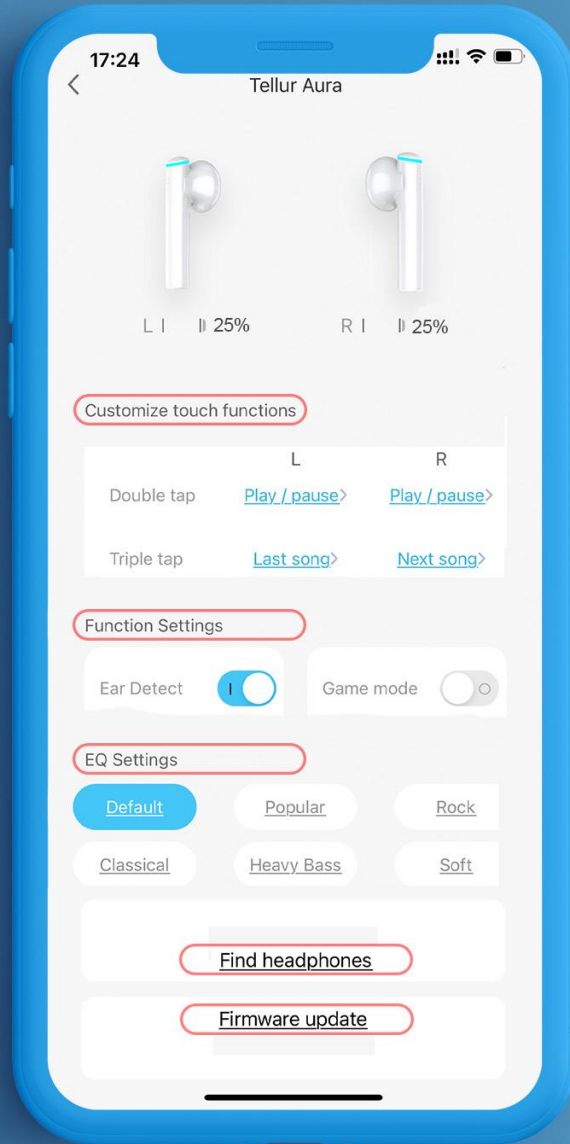 17:24
Tellur Aura
L 25% R 25%
Customize touch functions
L R
Double tap Play / pause> Play / pause>
Triple tap Last song> Next song>
Function Settings
Ear Detect Game mode
EQ Settings
Default Popular Rock
Classical Heavy Bass Soft
Find headphones
Firmware update